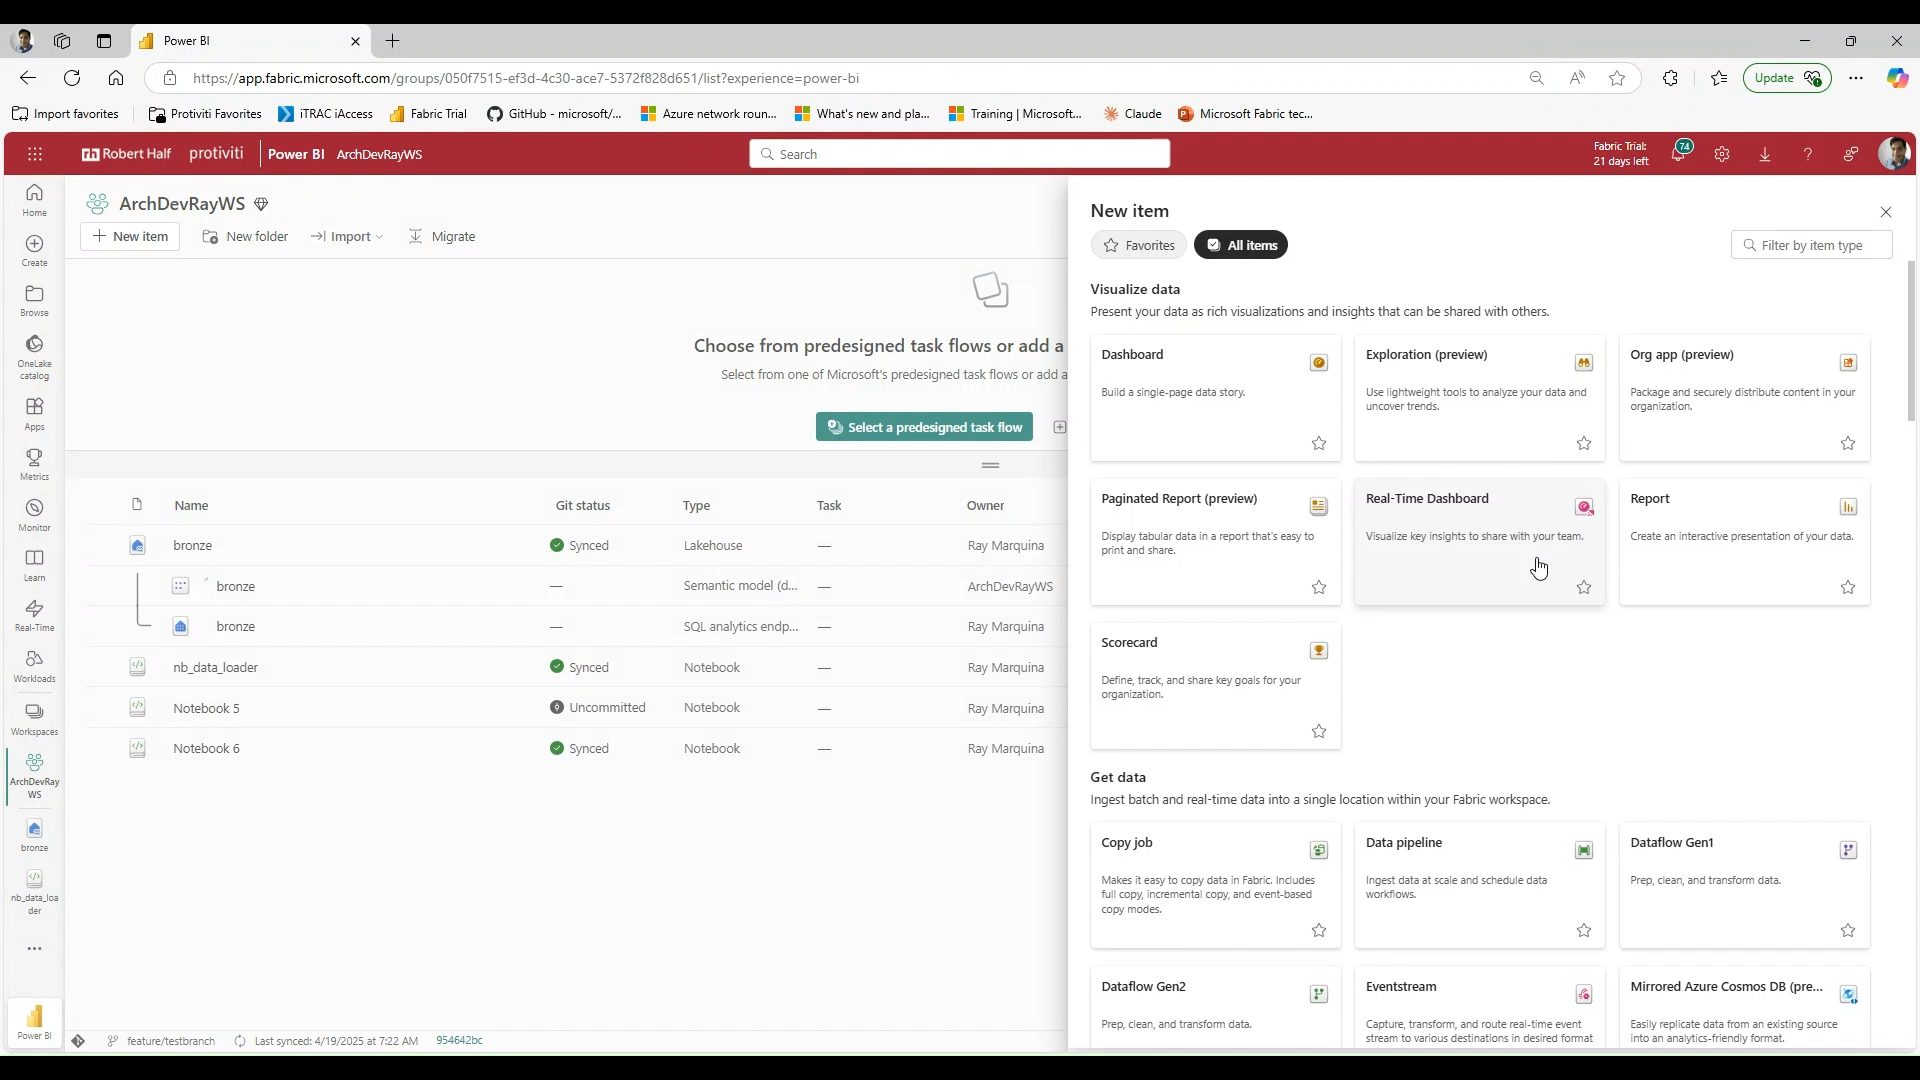 Power BI
https://app.fabric.microsoft.com/groups/050f7515-ef3d-4c30-ace7-5372f828d651/list?experience=power-bi
Update
Import favorites
Protiviti Favorites
iTRAC iAccess
Fabric Trial
GitHub - microsoft/...
Azure network roun...
What's new and pla...
Training | Microsoft...
Claude
Microsoft Fabric tec...
rh Robert Half
protiviti
Power BI
ArchDevRayWS
Search
Fabric Trial:
21 days left
74
Home
Create
Browse
OneLake
catalog
Apps
Metrics
Monitor
Learn
Real-Time
Workloads
Workspaces
ArchDevRay
WS
bronze
nb_data_loa
der
Power BI
ArchDevRayWS
New item
New folder
Import
Migrate
Choose from predesigned task flows or add a
Select from one of Microsoft's predesigned task flows or add a
Select a predesigned task flow
Name
Git status
Type
Task
Owner
bronze
Synced
Lakehouse
—
Ray Marquina
bronze
—
Semantic model (d...
—
ArchDevRayWS
bronze
—
SQL analytics endp...
—
Ray Marquina
nb_data_loader
Synced
Notebook
—
Ray Marquina
Notebook 5
Uncommitted
Notebook
—
Ray Marquina
Notebook 6
Synced
Notebook
—
Ray Marquina
feature/testbranch
Last synced: 4/19/2025 at 7:22 AM
954642bc
New item
Favorites
All items
Filter by item type
Visualize data
Present your data as rich visualizations and insights that can be shared with others.
Dashboard
Build a single-page data story.
Exploration (preview)
Use lightweight tools to analyze your data and
uncover trends.
Org app (preview)
Package and securely distribute content in your
organization.
Paginated Report (preview)
Display tabular data in a report that's easy to
print and share.
Real-Time Dashboard
Visualize key insights to share with your team.
Report
Create an interactive presentation of your data.
Scorecard
Define, track, and share key goals for your
organization.
Get data
Ingest batch and real-time data into a single location within your Fabric workspace.
Copy job
Makes it easy to copy data in Fabric. Includes
full copy, incremental copy, and event-based
copy modes.
Data pipeline
Ingest data at scale and schedule data
workflows.
Dataflow Gen1
Prep, clean, and transform data.
Dataflow Gen2
Prep, clean, and transform data.
Eventstream
Capture, transform, and route real-time event
stream to various destinations in desired format
Mirrored Azure Cosmos DB (pre...
Easily replicate data from an existing source
into an analytics-friendly format.